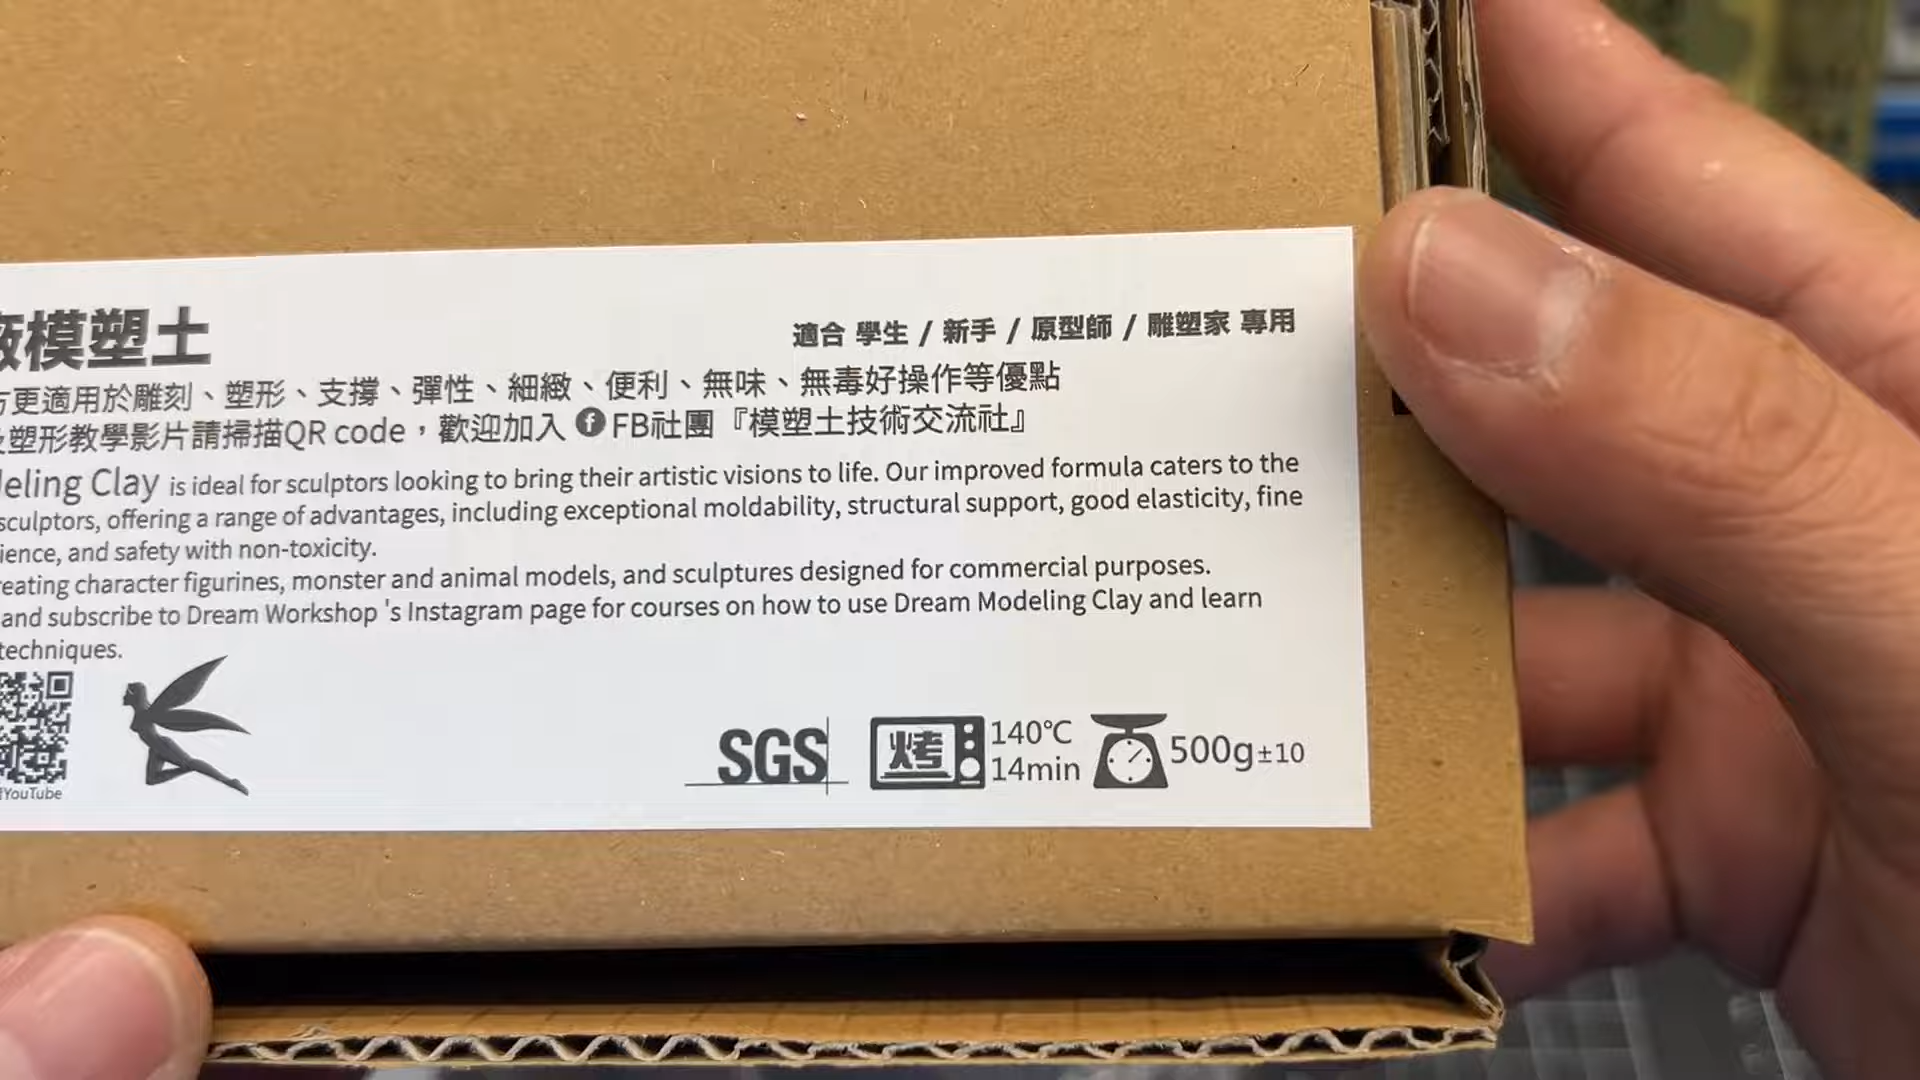 廠模塑土
適合 學生 / 新手 / 原型師 / 雕塑家 專用
方更適用於雕刻、塑形、支撐、彈性、細緻、便利、無味、無毒好操作等優點
塑形教學影片請掃描QR code，歡迎加入 f FB社團『模塑土技術交流社』
eling Clay is ideal for sculptors looking to bring their artistic visions to life. Our improved formula caters to the
sculptors, offering a range of advantages, including exceptional moldability, structural support, good elasticity, fine
ience, and safety with non-toxicity.
reating character figurines, monster and animal models, and sculptures designed for commercial purposes.
and subscribe to Dream Workshop 's Instagram page for courses on how to use Dream Modeling Clay and learn
techniques.
YouTube
SGS
烤
140℃
14min
500g±10